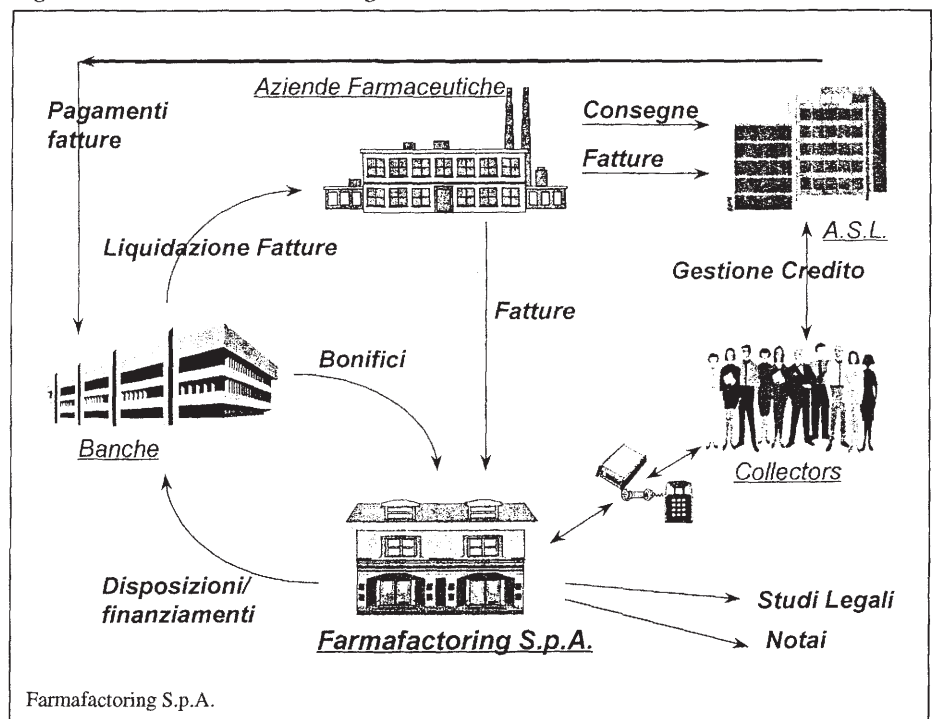 Aziende Farmaceutiche
Pagamenti
fatture
Consegne
Fatture
A.S.L.
Liquidazione Fatture
Gestione Credito
Fatture
Bonifici
Banche
Collectors
Disposizioni/
finanziamenti
Studi Legali
Notai
Farmafactoring S.p.A.
Farmafactoring S.p.A.